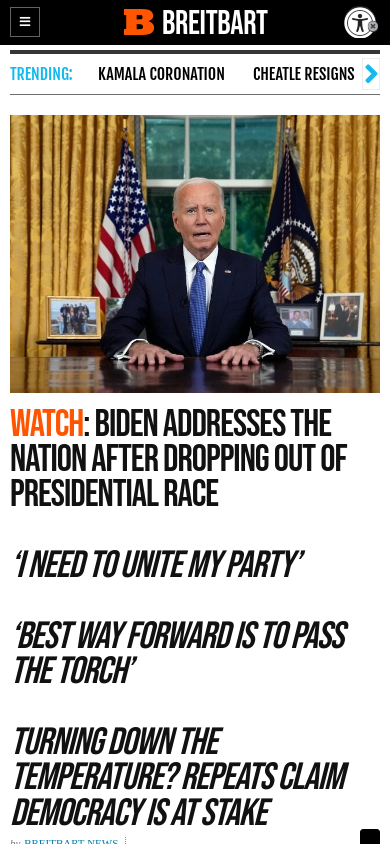 B BREITBART
TRENDING: KAMALA CORONATION CHEATLE RESIGNS
WATCH: BIDEN ADDRESSES THE
NATION AFTER DROPPING OUT OF
PRESIDENTIAL RACE
‘I NEED TO UNITE MY PARTY’
‘BEST WAY FORWARD IS TO PASS
THE TORCH’
TURNING DOWN THE
TEMPERATURE? REPEATS CLAIM
DEMOCRACY IS AT STAKE
by BREITBART NEWS